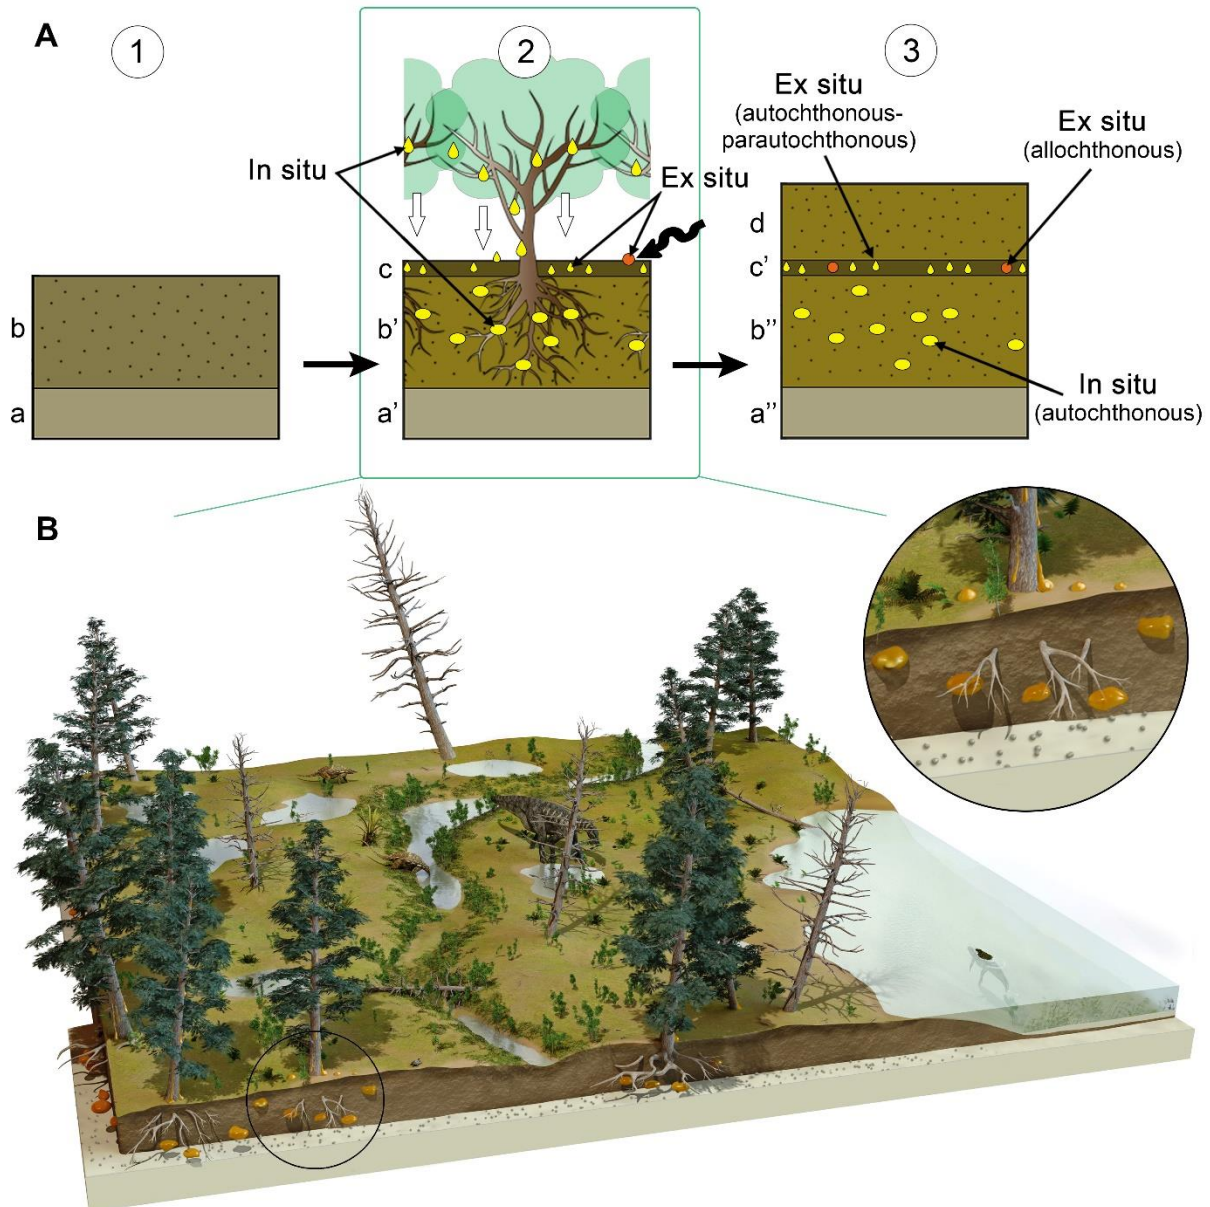 A
1
2
3
Ex situ
(autochthonous-
parautochthonous)
Ex situ
(allochthonous)
In situ
Ex situ
d
c
c’
b
b’
b’’
a
a’
a’’
In situ
(autochthonous)
B